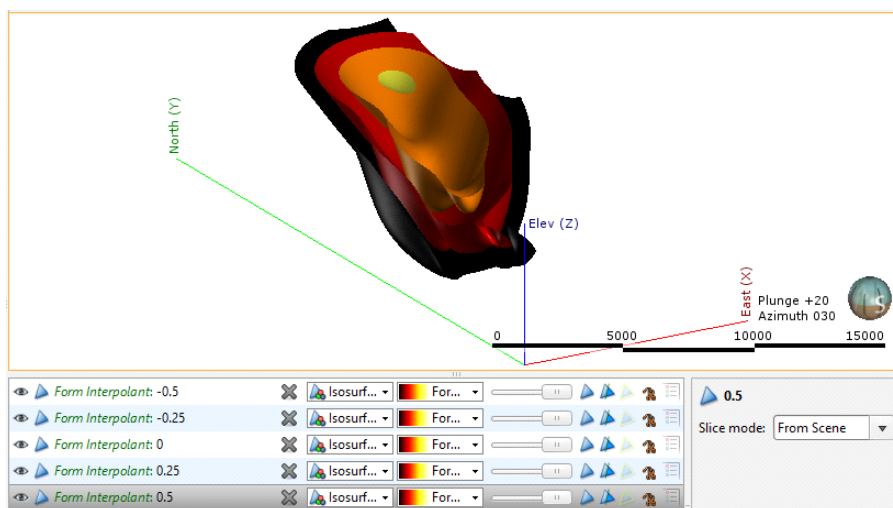 North (Y)
Elev (Z)
East (X)
Plunge +20
Azimuth 030
S
0 5000 10000 15000
Form Interpolant: -0.5 Isosurf... For...
Form Interpolant: -0.25 Isosurf... For...
Form Interpolant: 0 Isosurf... For...
Form Interpolant: 0.25 Isosurf... For...
Form Interpolant: 0.5 Isosurf... For...
0.5
Slice mode: From Scene